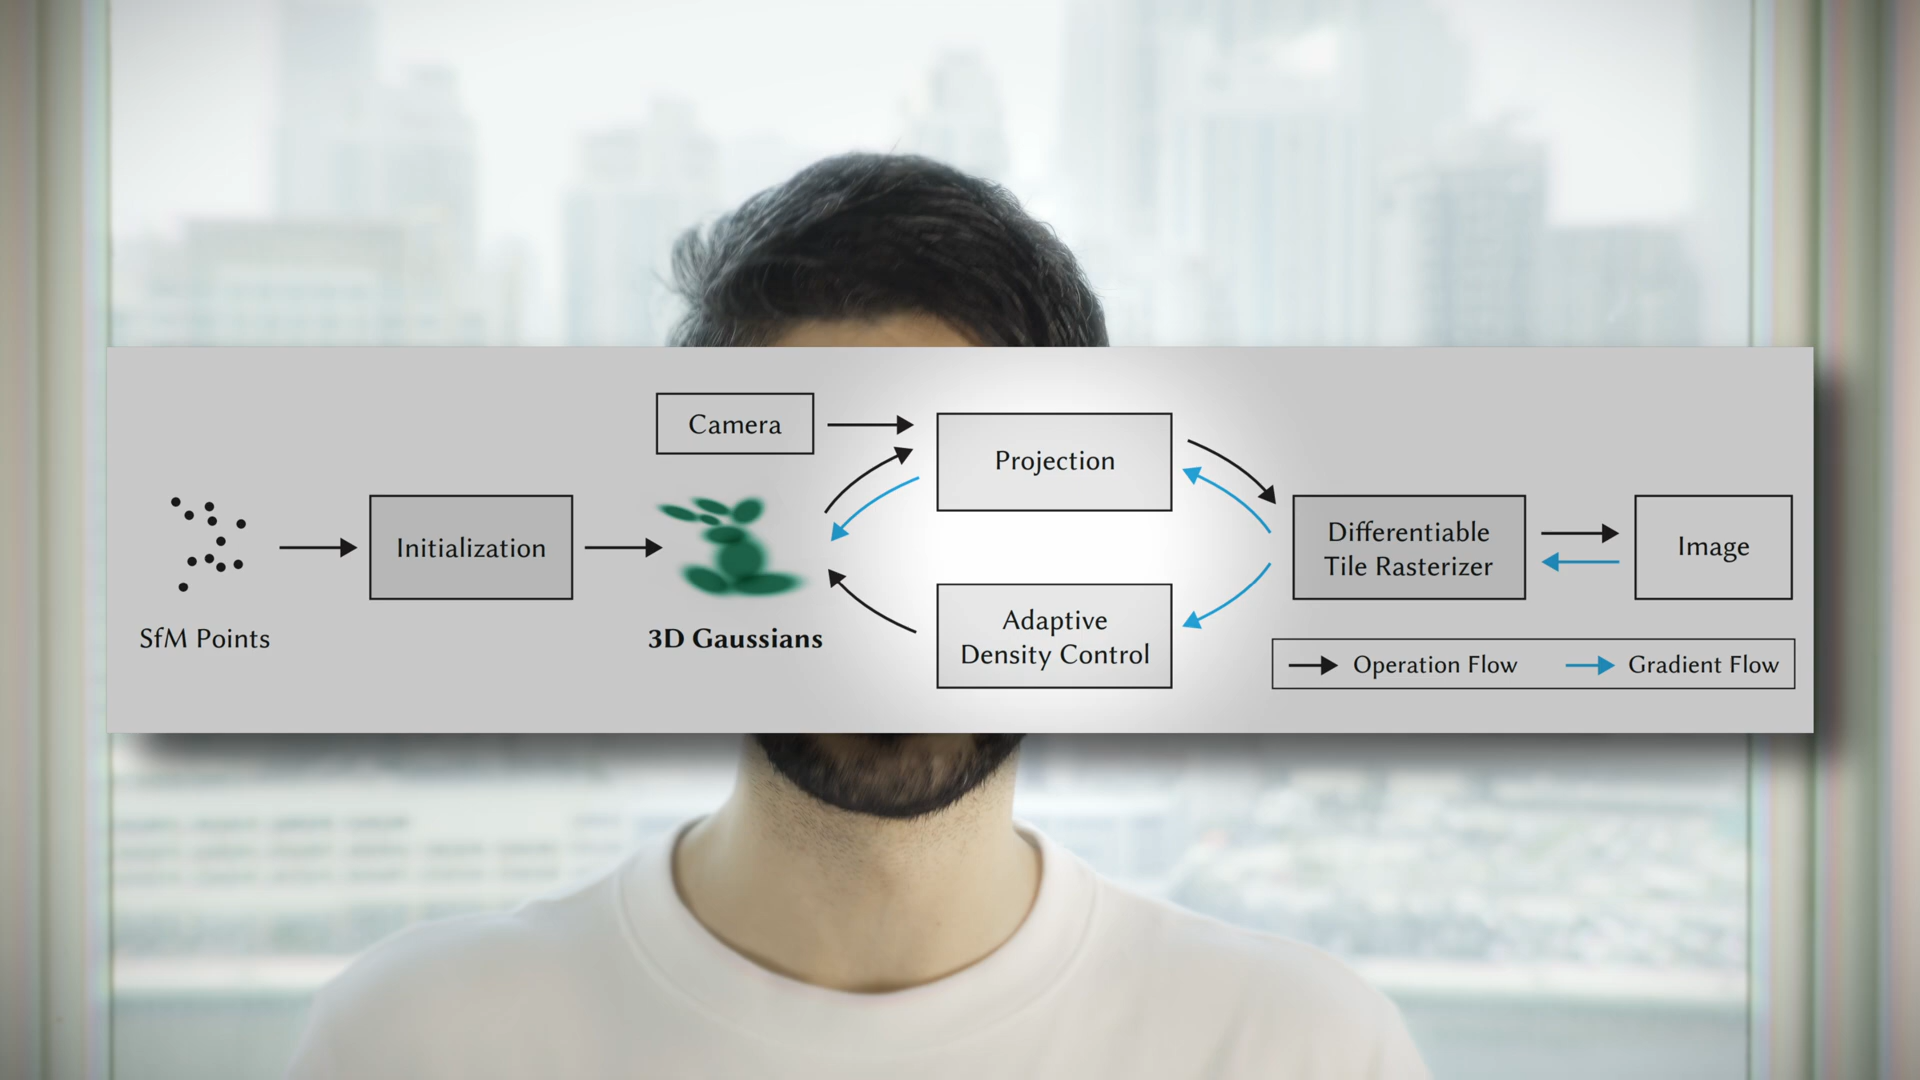 Camera
Projection
Initialization
Differentiable
Tile Rasterizer
Image
SfM Points
3D Gaussians
Adaptive
Density Control
Operation Flow
Gradient Flow